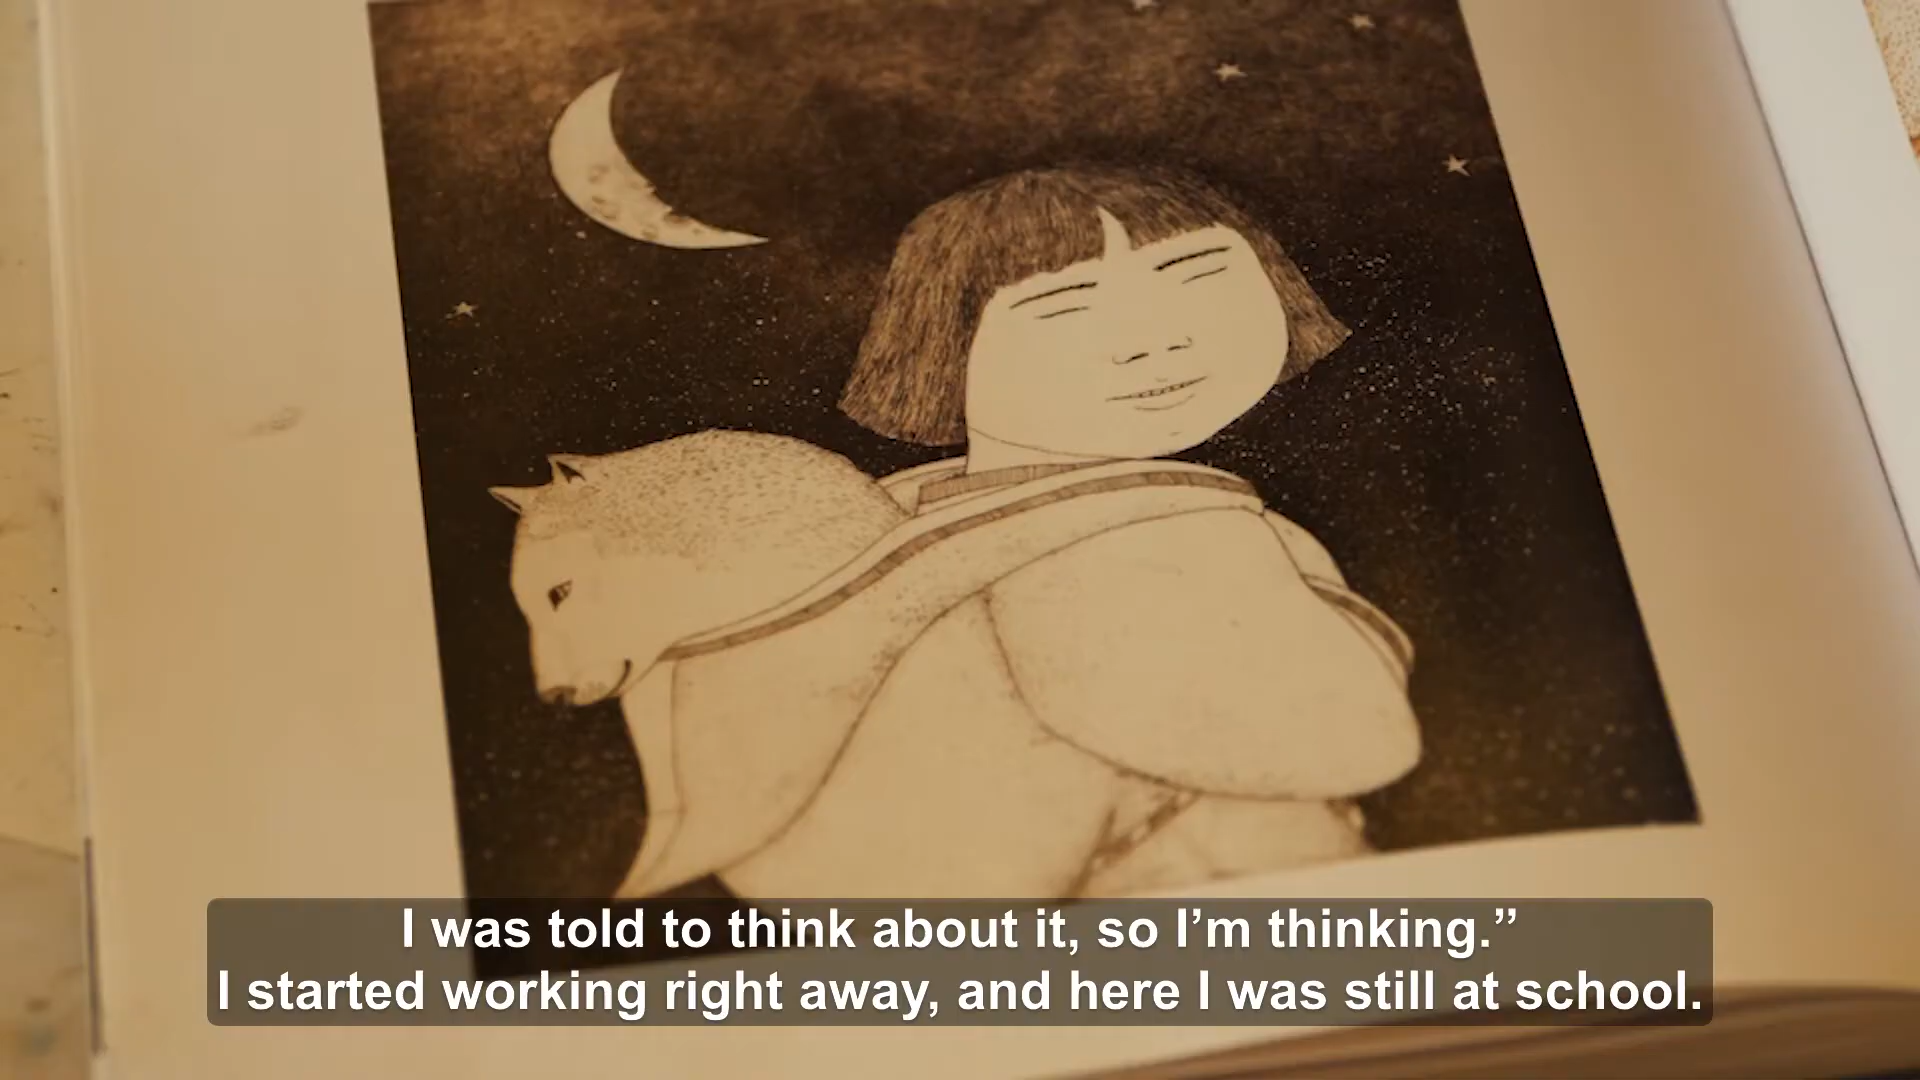 I was told to think about it, so I’m thinking.”
I started working right away, and here I was still at school.